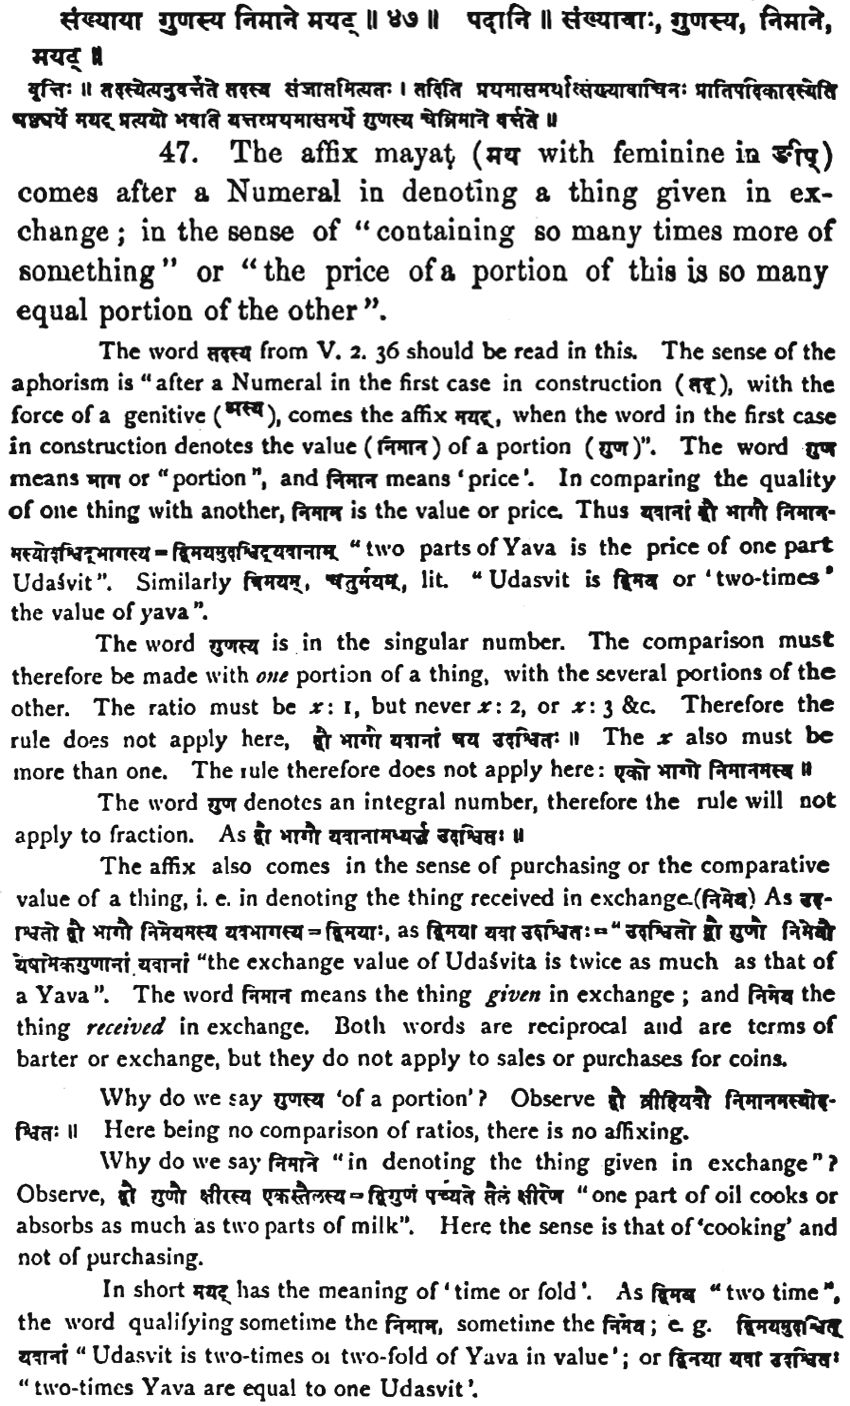 संख्याया गुणस्य निमाने मयट् ॥ ४७ ॥ पदानि ॥ संख्यायाः, गुणस्य, निमाने,
मयट् ॥
वृत्तिः ॥ तदस्येत्यनुवर्त्तते तदस्य संजातमित्यतः । तदिति प्रथमासमर्थात्संख्यावाचिनः प्रातिपदिकादस्येति
षष्ठ्यर्थे मयट् प्रत्ययो भवति यत्तत्प्रथमासमर्थे गुणस्य चेन्निमाने वर्त्तते ॥
47. The affix mayaṭ (मय with feminine in ङीप्)
comes after a Numeral in denoting a thing given in ex-
change; in the sense of "containing so many times more of
something" or "the price of a portion of this is so many
equal portion of the other".
The word तदस्य from V. 2. 36 should be read in this. The sense of the
aphorism is "after a Numeral in the first case in construction (तद्), with the
force of a genitive (अस्य), comes the affix मयट्, when the word in the first case
in construction denotes the value (निमान) of a portion (गुण)". The word गुण
means भाग or "portion", and निमान means 'price'. In comparing the quality
of one thing with another, निमान is the value or price. Thus यवानां द्वौ भागौ निमान-
मस्योदश्विद्भागस्य = द्विमयमुदश्विद्यवानाम् "two parts of Yava is the price of one part
Udaśvit". Similarly त्रिमयम्, चतुर्मयम्, lit. "Udasvit is द्विमय or 'two-times'
the value of yava".
The word गुणस्य is in the singular number. The comparison must
therefore be made with one portion of a thing, with the several portions of the
other. The ratio must be x: 1, but never x: 2, or x: 3 &c. Therefore the
rule does not apply here, द्वौ भागौ यवानां त्रय उदश्वितः ॥ The x also must be
more than one. The rule therefore does not apply here: एको भागो निमानमस्य ॥
The word गुण denotes an integral number, therefore the rule will not
apply to fraction. As द्वौ भागौ यवानामध्यर्द्ध उदश्वितः ॥
The affix also comes in the sense of purchasing or the comparative
value of a thing, i. e. in denoting the thing received in exchange (निमेय) As उद-
श्वितो द्वौ भागौ निमेयमस्य यवभागस्य = द्विमयाः, as द्विमया यवा उदश्वितः = "उदश्वितो द्वौ गुणौ निमेयौ
येषामेकगुणानां यवानां "the exchange value of Udaśvita is twice as much as that of
a Yava". The word निमान means the thing given in exchange; and निमेय the
thing received in exchange. Both words are reciprocal and are terms of
barter or exchange, but they do not apply to sales or purchases for coins.
Why do we say गुणस्य 'of a portion'? Observe द्वौ व्रीहियवौ निमानमस्योद-
श्वितः ॥ Here being no comparison of ratios, there is no affixing.
Why do we say निमाने "in denoting the thing given in exchange"?
Observe, द्वौ गुणौ क्षीरस्य एकस्तैलस्य = द्विगुणं पच्यते तैलं क्षीरेण "one part of oil cooks or
absorbs as much as two parts of milk". Here the sense is that of 'cooking' and
not of purchasing.
In short मयट् has the meaning of 'time or fold'. As द्विमय "two time",
the word qualifying sometime the निमान, sometime the निमेय; e. g. द्विमयमुदश्वित्
यवानां "Udasvit is two-times or two-fold of Yava in value'; or द्विमया यवा उदश्वितः
"two-times Yava are equal to one Udasvit'.